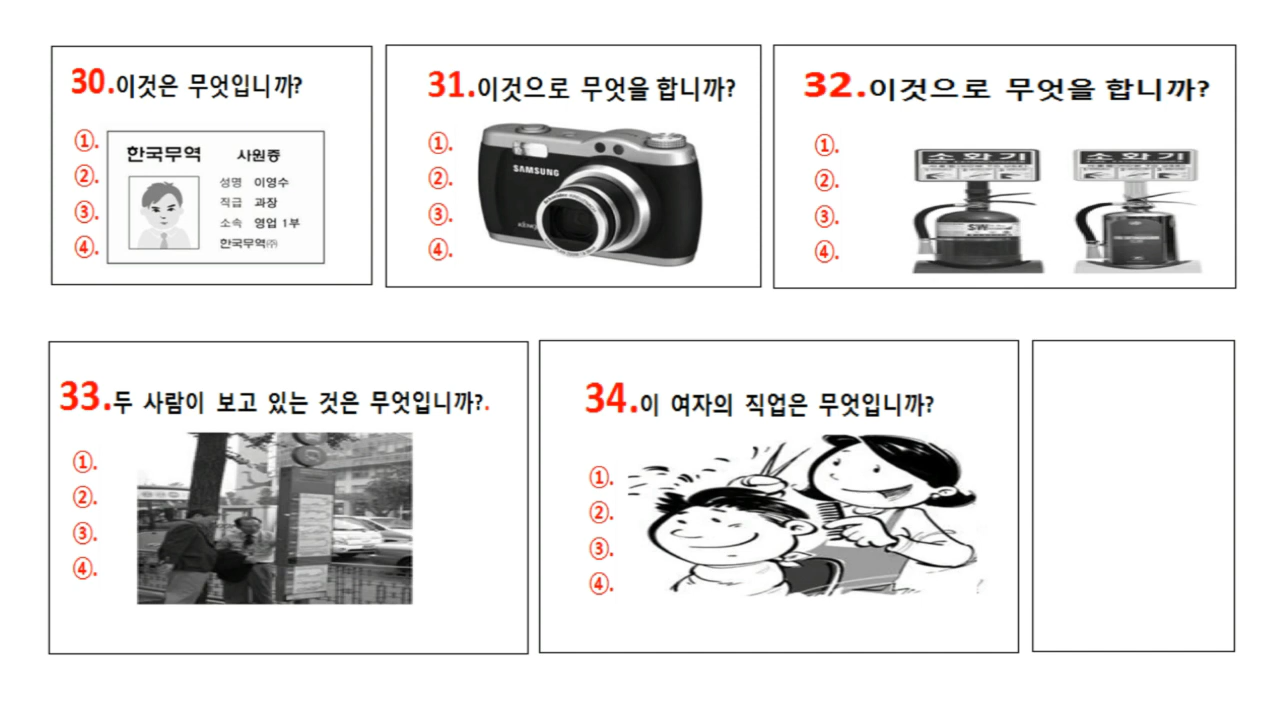 30.이것은 무엇입니까?
①.
②.
③.
④.
한국무역 사원증
성명 이영수
직급 과장
소속 영업 1부
한국무역㈜
31.이것으로 무엇을 합니까?
①.
②.
③.
④.
SAMSUNG
32.이것으로 무엇을 합니까?
①.
②.
③.
④.
소화기
소화기
SW
33.두 사람이 보고 있는 것은 무엇입니까?.
①.
②.
③.
④.
34.이 여자의 직업은 무엇입니까?
①.
②.
③.
④.